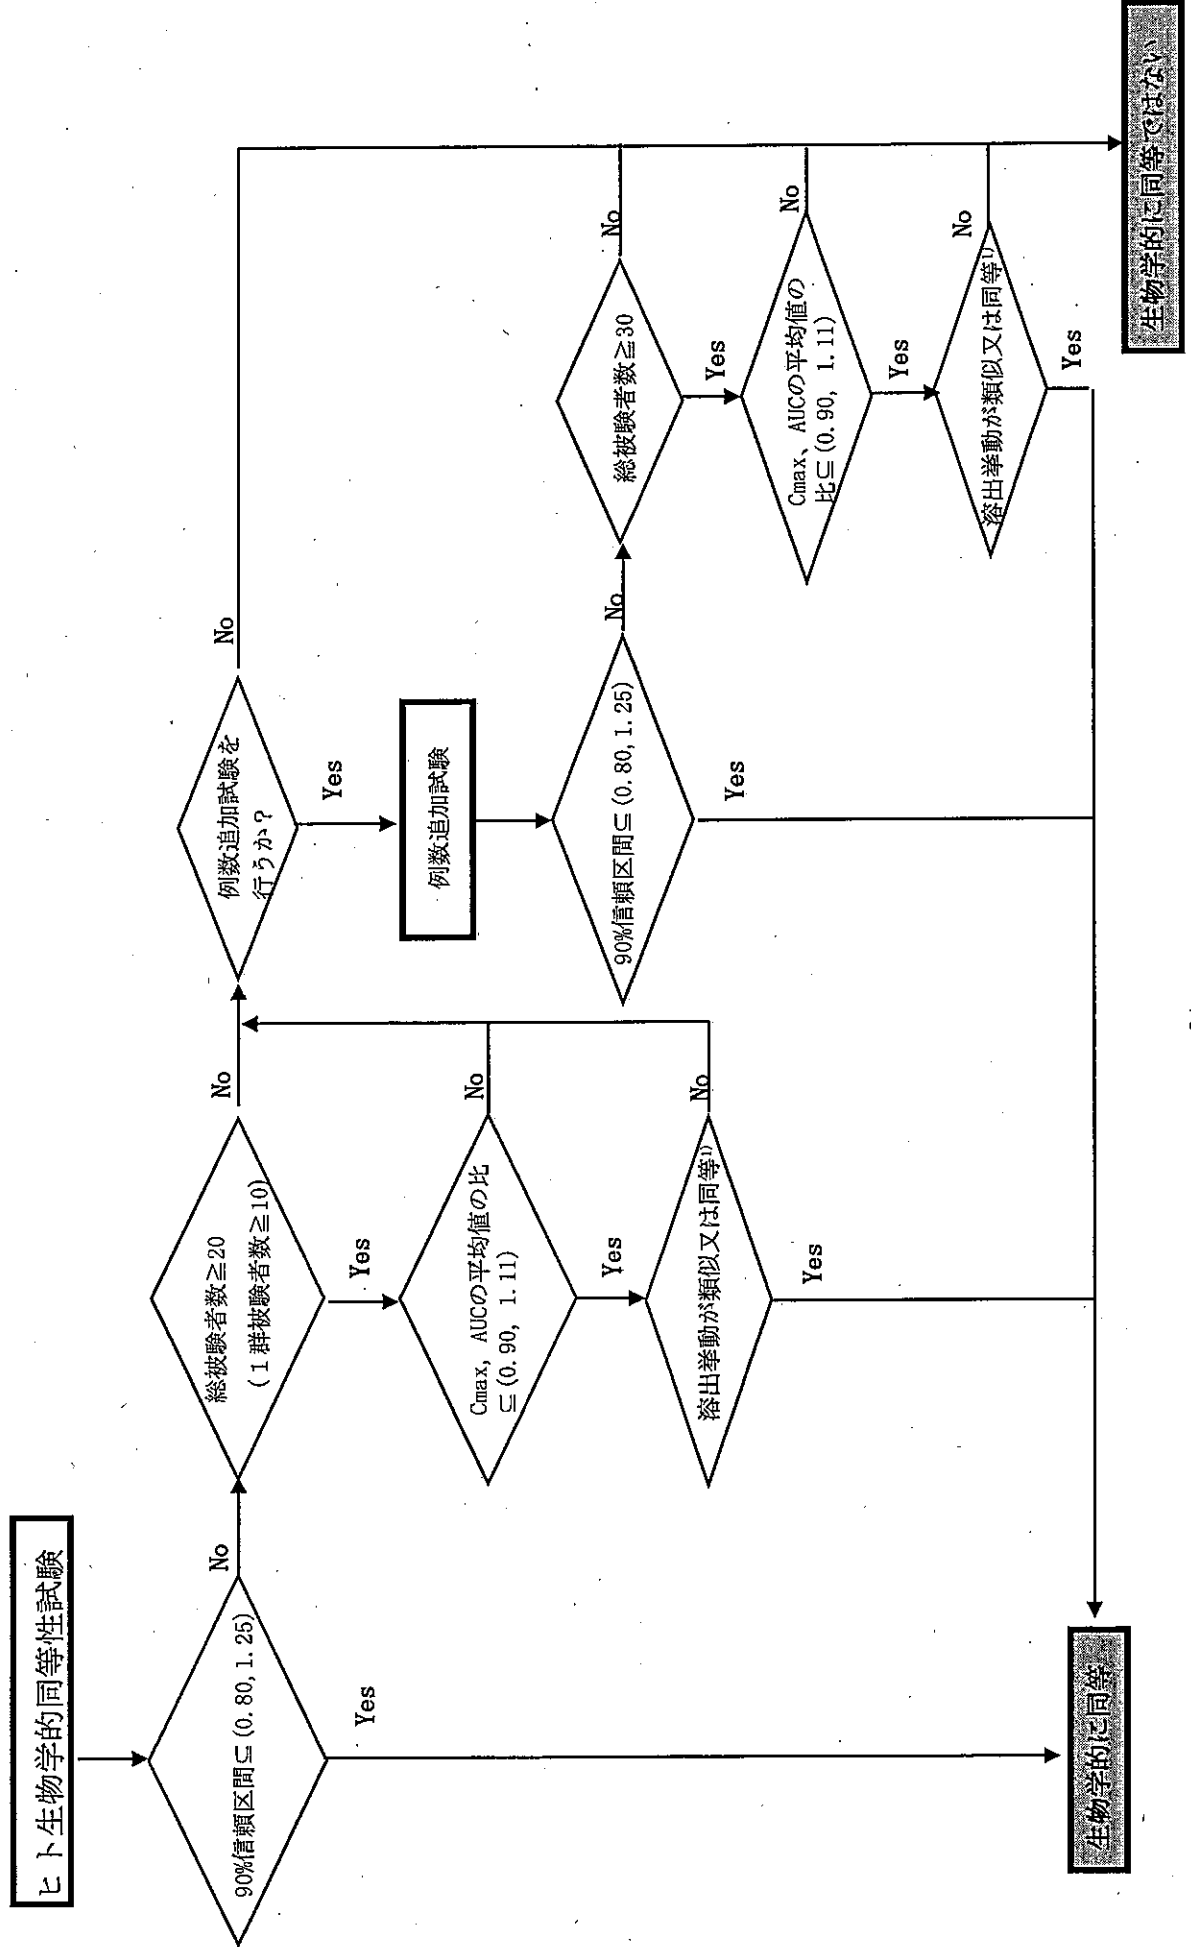 ヒト生物学的同等性試験
90%信頼区間⊆(0.80,1.25)
No
Yes
総被験者数≧20
(1群被験者数≧10)
No
Yes
Cmax, AUCの平均値の比
⊆(0.90, 1.11)
No
Yes
溶出挙動が類似又は同等1)
No
Yes
例数追加試験を
行うか?
No
Yes
例数追加試験
90%信頼区間⊆(0.80,1.25)
No
Yes
総被験者数≧30
No
Yes
Cmax、AUCの平均値の
比⊆(0.90, 1.11)
No
Yes
溶出挙動が類似又は同等1)
No
Yes
生物学的に同等
生物学的に同等ではない